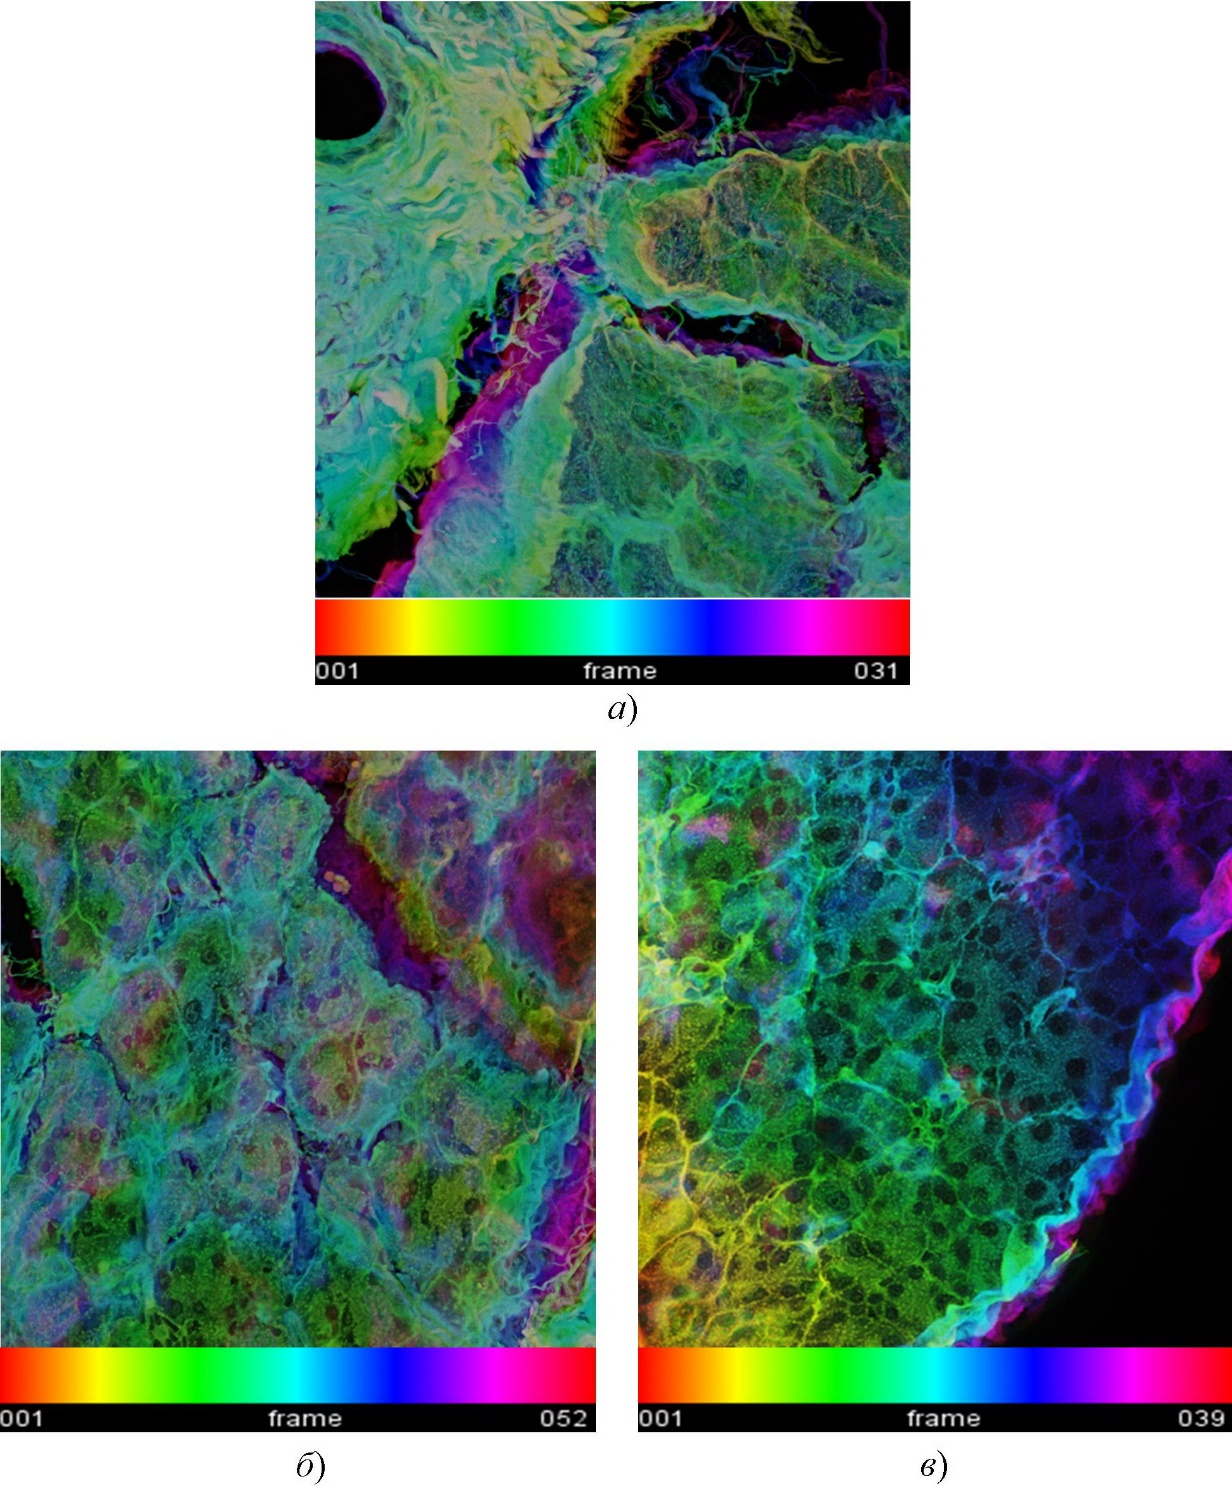 001 frame 031
а)
001 frame 052
001 frame 039
б)
в)